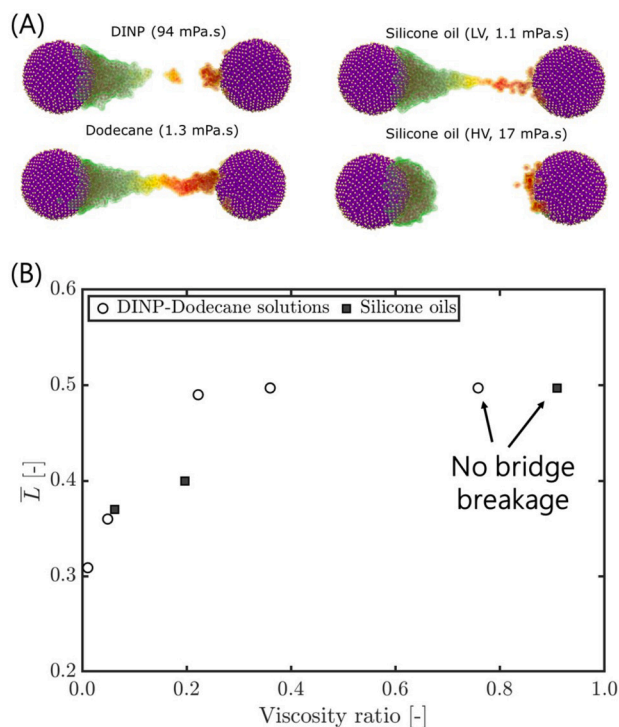 (A)
DINP (94 mPa.s)
Silicone oil (LV, 1.1 mPa.s)
Dodecane (1.3 mPa.s)
Silicone oil (HV, 17 mPa.s)
(B)
0.6
DINP-Dodecane solutions
Silicone oils
0.5
No bridge
breakage
L̅ [-]
0.4
0.3
0.2
0.0 0.2 0.4 0.6 0.8 1.0
Viscosity ratio [-]